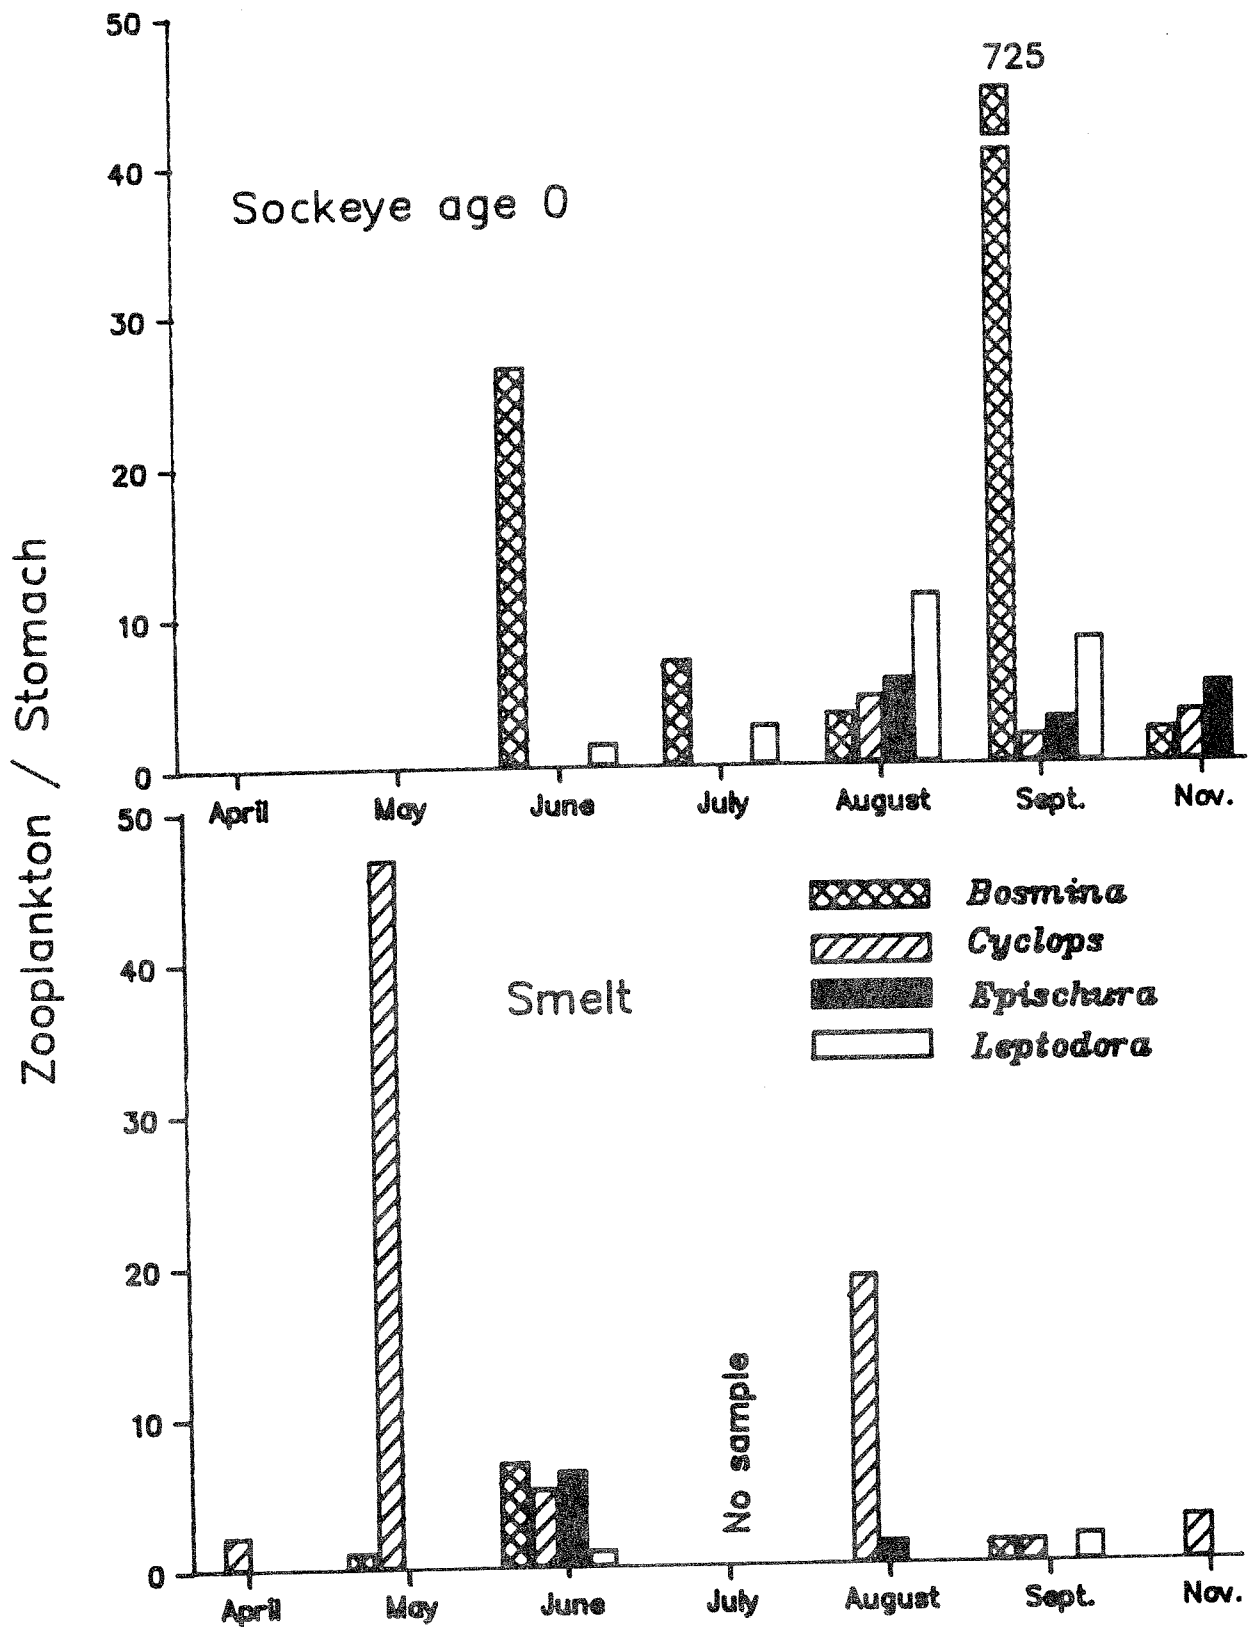 Zooplankton / Stomach
50
40
30
20
10
0
725
Sockeye age 0
April May June July August Sept. Nov.
50
40
30
20
10
0
Smelt
Bosmina
Cyclops
Epischura
Leptodora
No sample
April May June July August Sept. Nov.